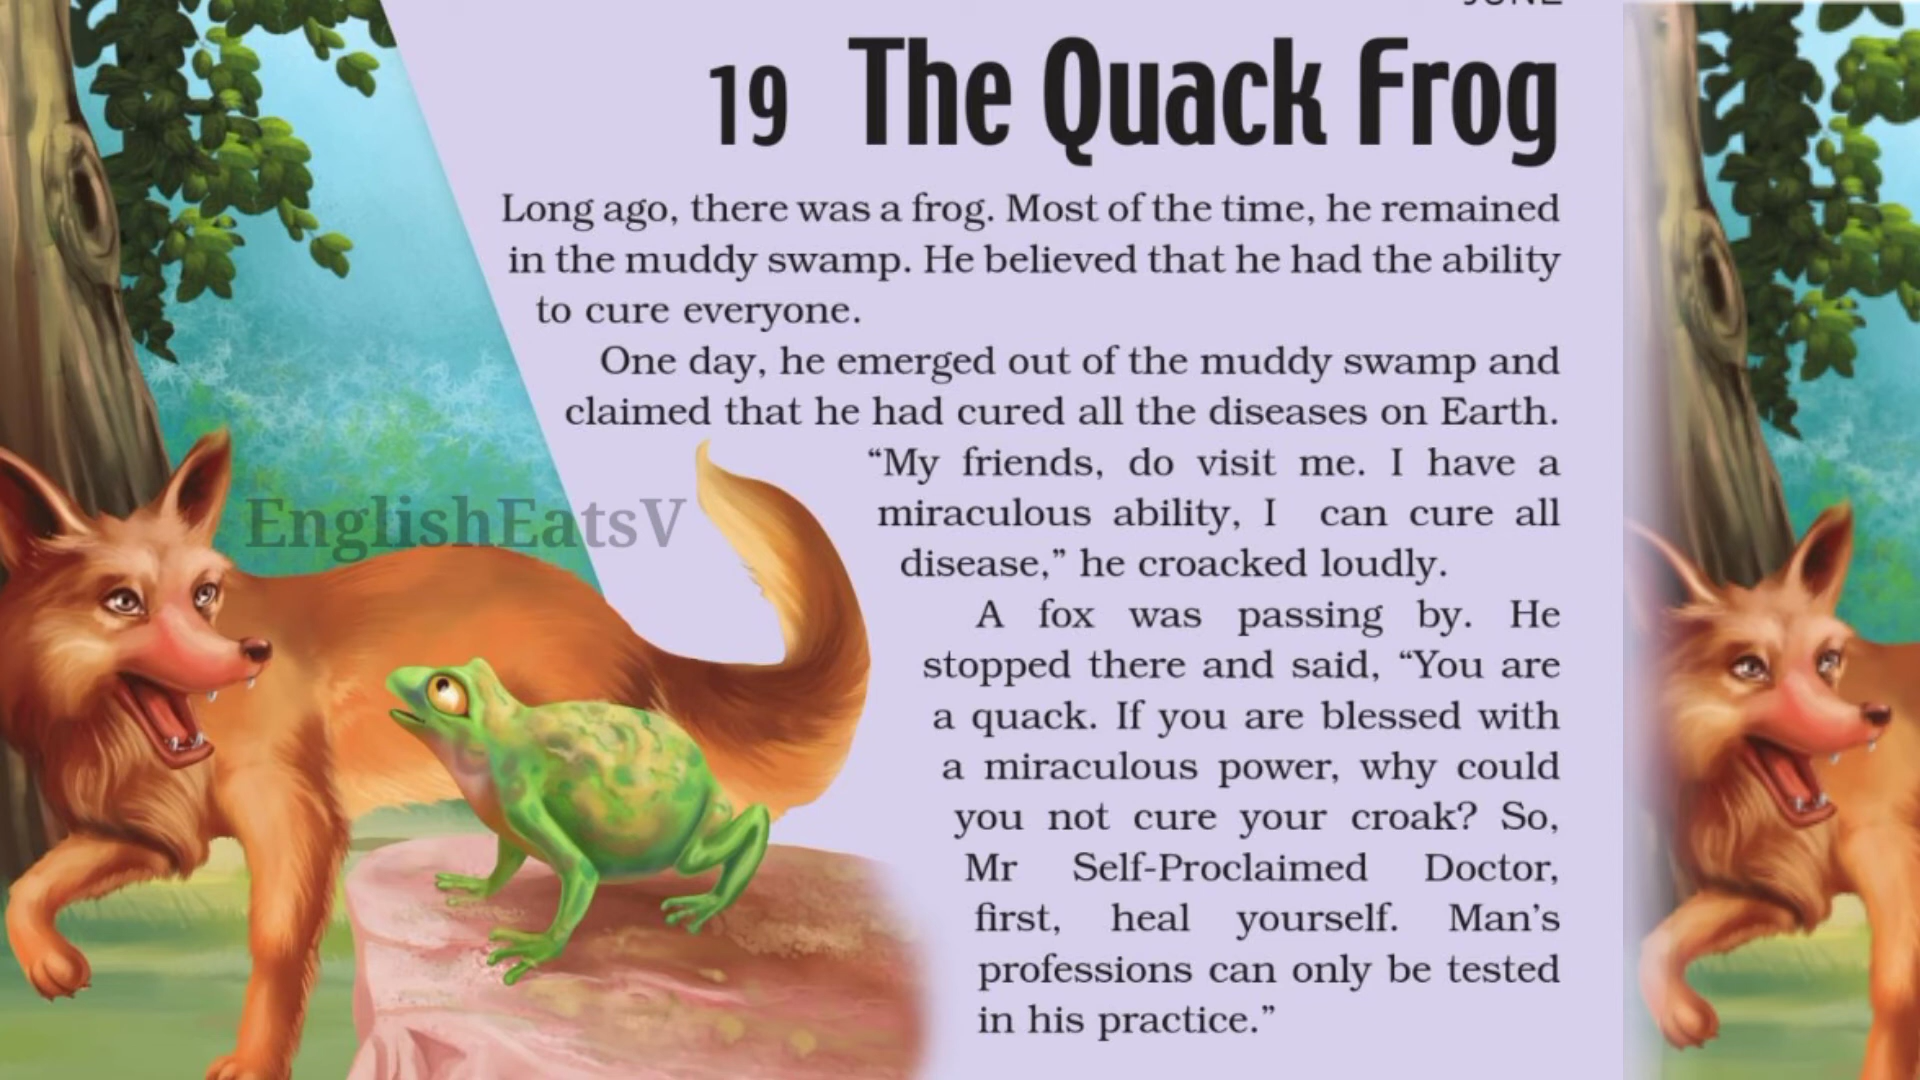 JUNE
19 The Quack Frog
Long ago, there was a frog. Most of the time, he remained
in the muddy swamp. He believed that he had the ability
to cure everyone.
One day, he emerged out of the muddy swamp and
claimed that he had cured all the diseases on Earth.
“My friends, do visit me. I have a
miraculous ability, I can cure all
disease,” he croacked loudly.
A fox was passing by. He
stopped there and said, “You are
a quack. If you are blessed with
a miraculous power, why could
you not cure your croak? So,
Mr Self-Proclaimed Doctor,
first, heal yourself. Man’s
professions can only be tested
in his practice.”
EnglishEatsV